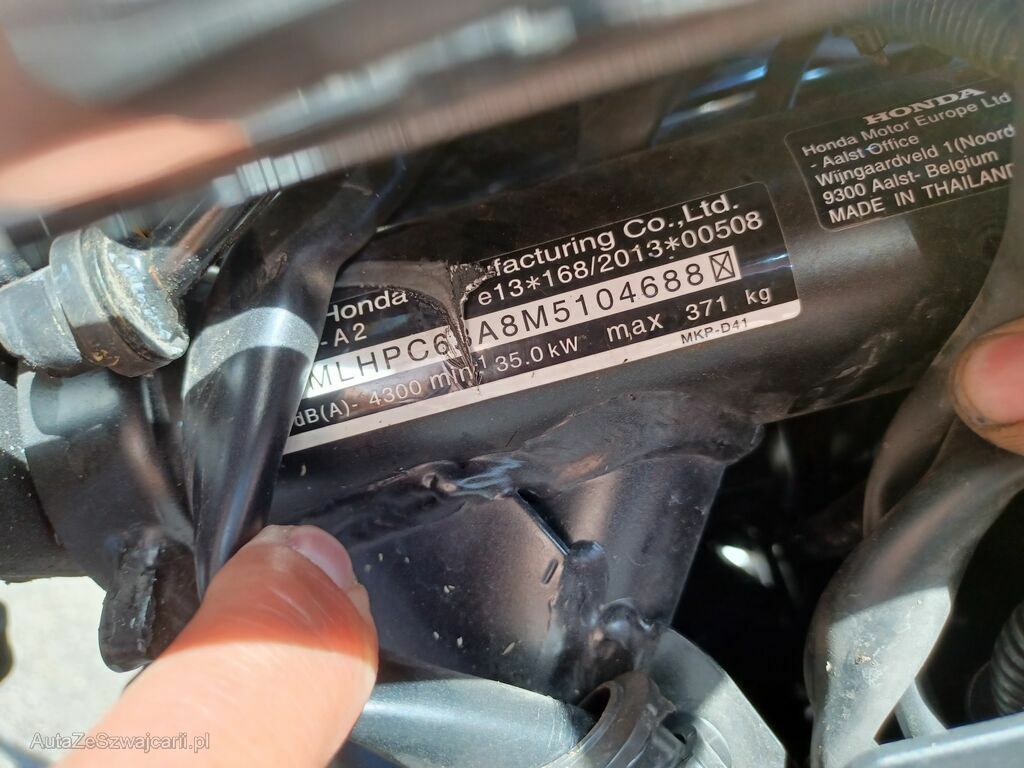 facturing Co.,Ltd.
Honda e13*168/2013*00508
-A2
MLHPC6 A8M5104688
dB(A)- 4300 min-1 35.0 kW max 371 kg
MKP-D41
HONDA
Honda Motor Europe Ltd
- Aalst Office
Wijngaardveld 1(Noord
9300 Aalst- Belgium
MADE IN THAILAND
AutaZeSzwajcarii.pl